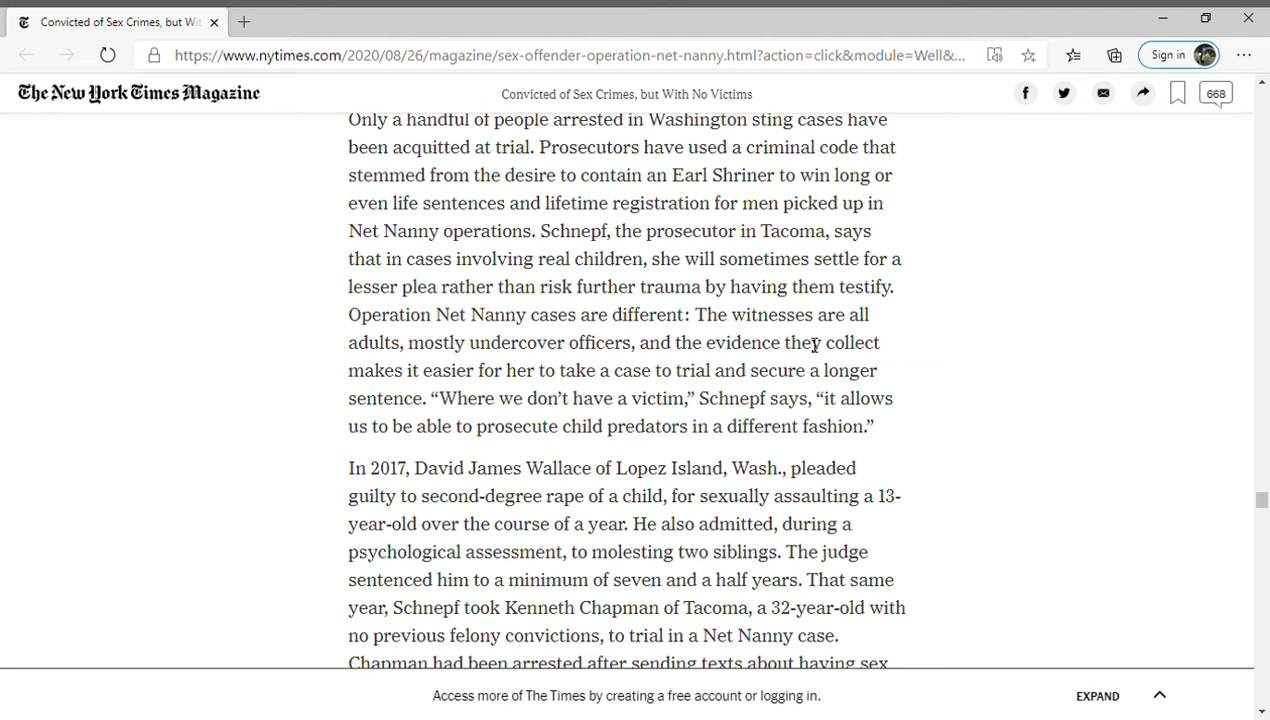 Convicted of Sex Crimes, but Wit
https://www.nytimes.com/2020/08/26/magazine/sex-offender-operation-net-nanny.html?action=click&module=Well&...
Sign in
The New York Times Magazine
Convicted of Sex Crimes, but With No Victims
668
Only a handful of people arrested in Washington sting cases have
been acquitted at trial. Prosecutors have used a criminal code that
stemmed from the desire to contain an Earl Shriner to win long or
even life sentences and lifetime registration for men picked up in
Net Nanny operations. Schnepf, the prosecutor in Tacoma, says
that in cases involving real children, she will sometimes settle for a
lesser plea rather than risk further trauma by having them testify.
Operation Net Nanny cases are different: The witnesses are all
adults, mostly undercover officers, and the evidence they collect
makes it easier for her to take a case to trial and secure a longer
sentence. “Where we don’t have a victim,” Schnepf says, “it allows
us to be able to prosecute child predators in a different fashion.”
In 2017, David James Wallace of Lopez Island, Wash., pleaded
guilty to second-degree rape of a child, for sexually assaulting a 13-
year-old over the course of a year. He also admitted, during a
psychological assessment, to molesting two siblings. The judge
sentenced him to a minimum of seven and a half years. That same
year, Schnepf took Kenneth Chapman of Tacoma, a 32-year-old with
no previous felony convictions, to trial in a Net Nanny case.
Chapman had been arrested after sending texts about having sex
Access more of The Times by creating a free account or logging in.
EXPAND